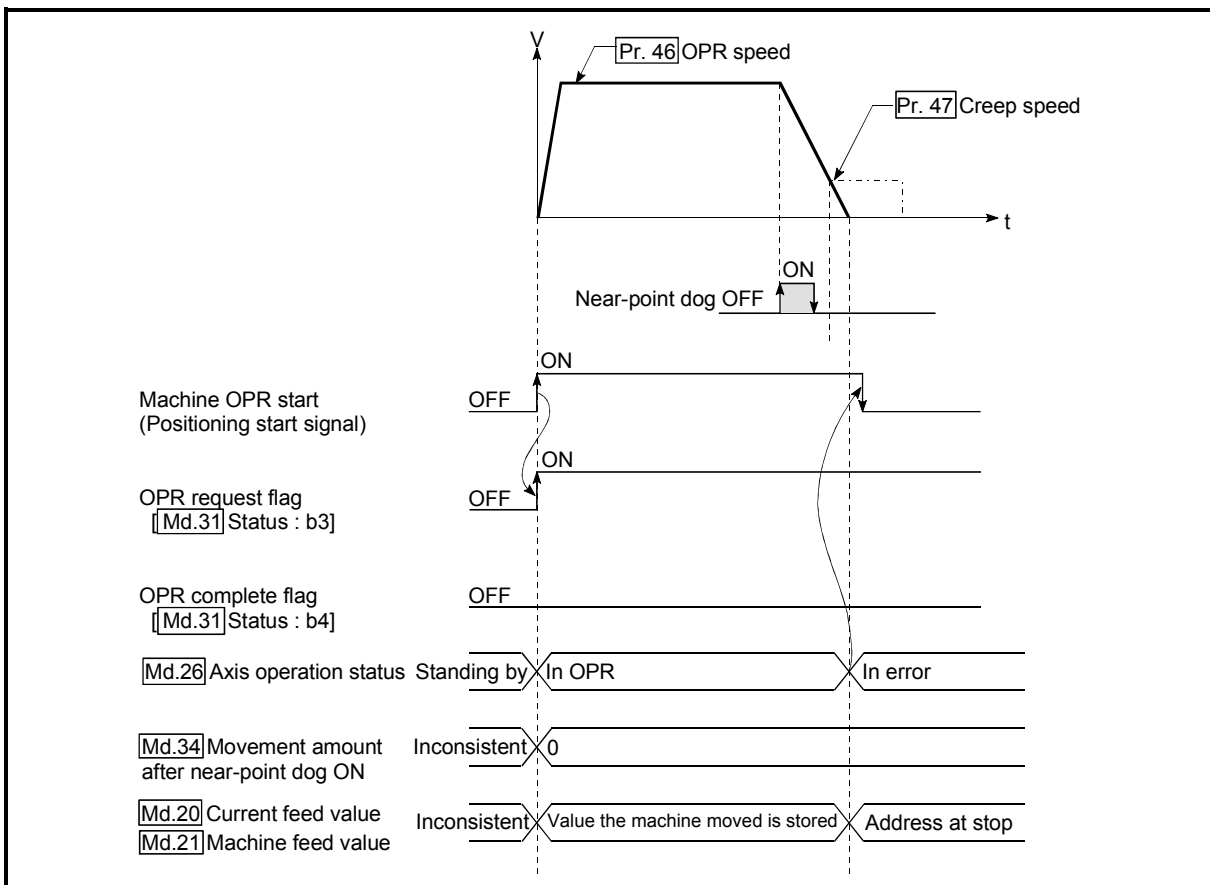 V
Pr. 46 OPR speed
Pr. 47 Creep speed
t
ON
Near-point dog OFF
ON
Machine OPR start
(Positioning start signal)
OFF
ON
OPR request flag
[ Md.31 Status : b3]
OFF
OPR complete flag
[ Md.31 Status : b4]
OFF
Md.26 Axis operation status Standing by In OPR In error
Md.34 Movement amount
after near-point dog ON
Inconsistent 0
Md.20 Current feed value
Md.21 Machine feed value
Inconsistent Value the machine moved is stored Address at stop